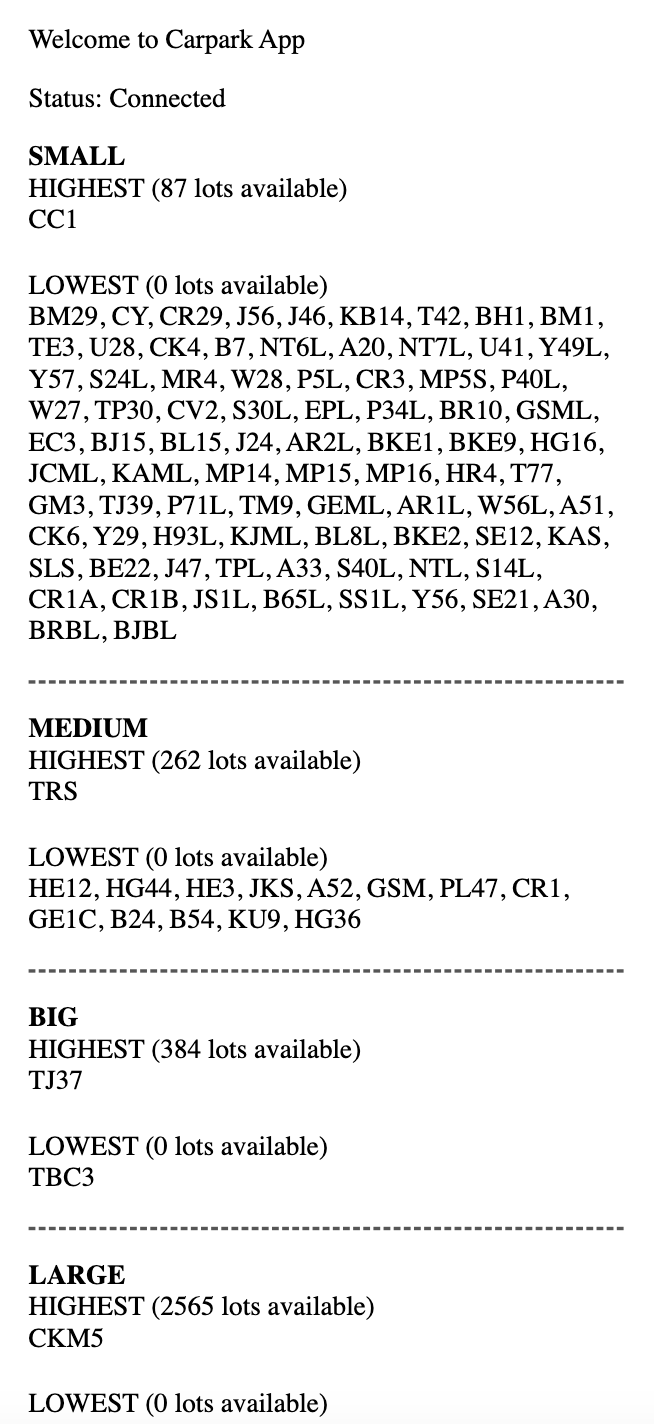 Welcome to Carpark App
Status: Connected
SMALL
HIGHEST (87 lots available)
CC1
LOWEST (0 lots available)
BM29, CY, CR29, J56, J46, KB14, T42, BH1, BM1,
TE3, U28, CK4, B7, NT6L, A20, NT7L, U41, Y49L,
Y57, S24L, MR4, W28, P5L, CR3, MP5S, P40L,
W27, TP30, CV2, S30L, EPL, P34L, BR10, GSML,
EC3, BJ15, BL15, J24, AR2L, BKE1, BKE9, HG16,
JCML, KAML, MP14, MP15, MP16, HR4, T77,
GM3, TJ39, P71L, TM9, GEML, AR1L, W56L, A51,
CK6, Y29, H93L, KJML, BL8L, BKE2, SE12, KAS,
SLS, BE22, J47, TPL, A33, S40L, NTL, S14L,
CR1A, CR1B, JS1L, B65L, SS1L, Y56, SE21, A30,
BRBL, BJBL
------------------------------------------------------------
MEDIUM
HIGHEST (262 lots available)
TRS
LOWEST (0 lots available)
HE12, HG44, HE3, JKS, A52, GSM, PL47, CR1,
GE1C, B24, B54, KU9, HG36
------------------------------------------------------------
BIG
HIGHEST (384 lots available)
TJ37
LOWEST (0 lots available)
TBC3
------------------------------------------------------------
LARGE
HIGHEST (2565 lots available)
CKM5
LOWEST (0 lots available)